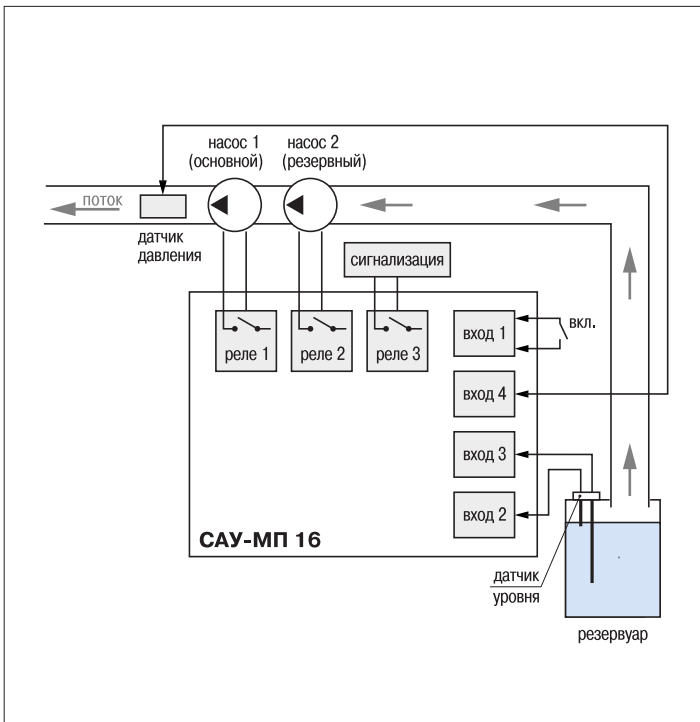 насос 1
(основной)
насос 2
(резервный)
поток
датчик
давления
сигнализация
реле 1
реле 2
реле 3
вход 1
вкл.
вход 4
вход 3
вход 2
САУ-МП 16
датчик
уровня
резервуар